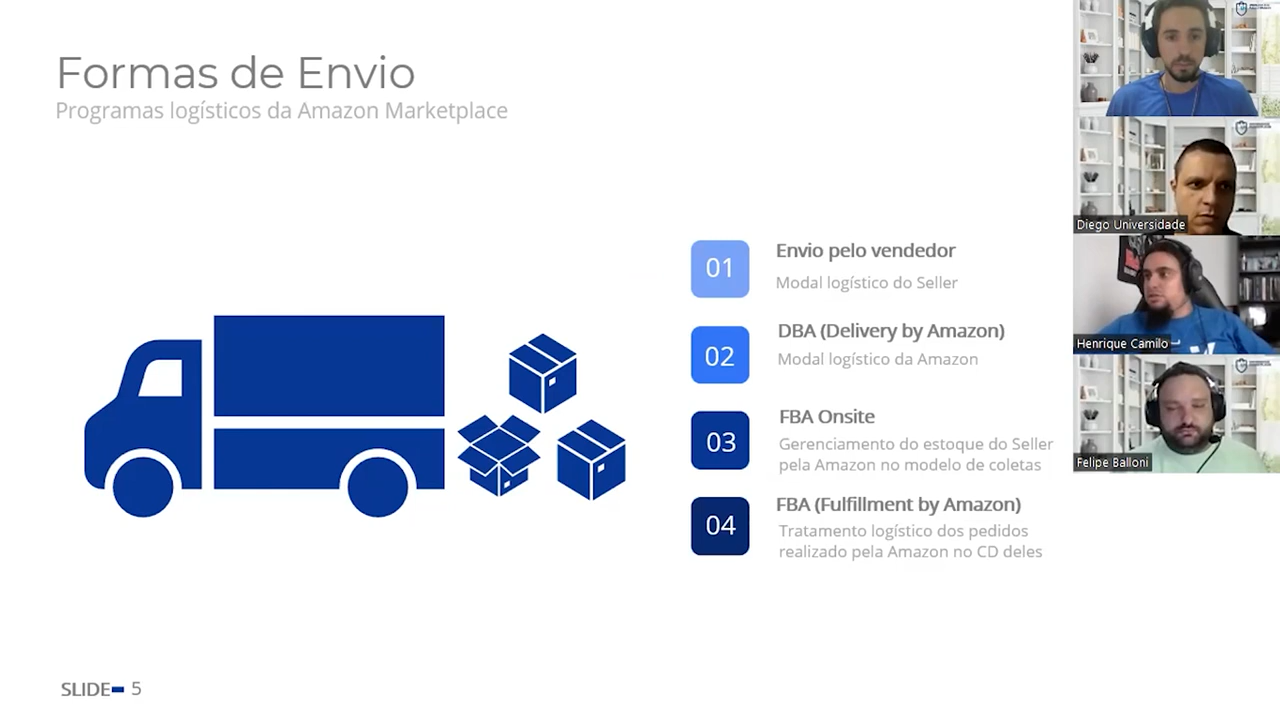 Formas de Envio
Programas logísticos da Amazon Marketplace
01
Envio pelo vendedor
Modal logístico do Seller
02
DBA (Delivery by Amazon)
Modal logístico da Amazon
03
FBA Onsite
Gerenciamento do estoque do Seller
pela Amazon no modelo de coletas
04
FBA (Fulfillment by Amazon)
Tratamento logístico dos pedidos
realizado pela Amazon no CD deles
SLIDE 5
Diego Universidade
Henrique Camilo
Felipe Balloni